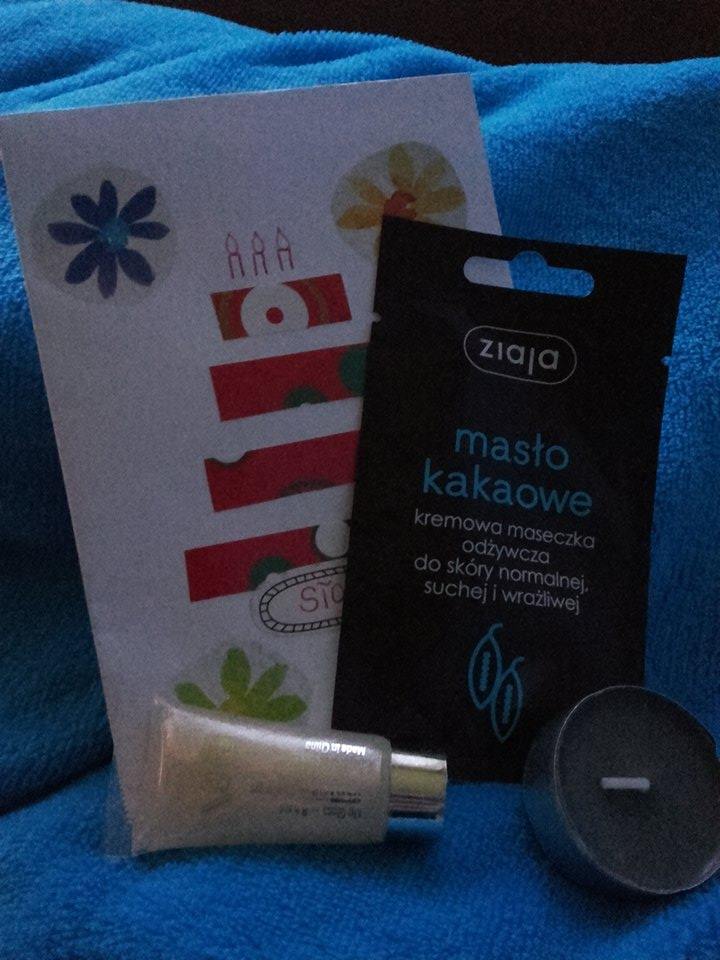 ziaja
masło
kakaowe
kremowa maseczka
odżywcza
do skóry normalnej,
suchej i wrażliwej
Made in China